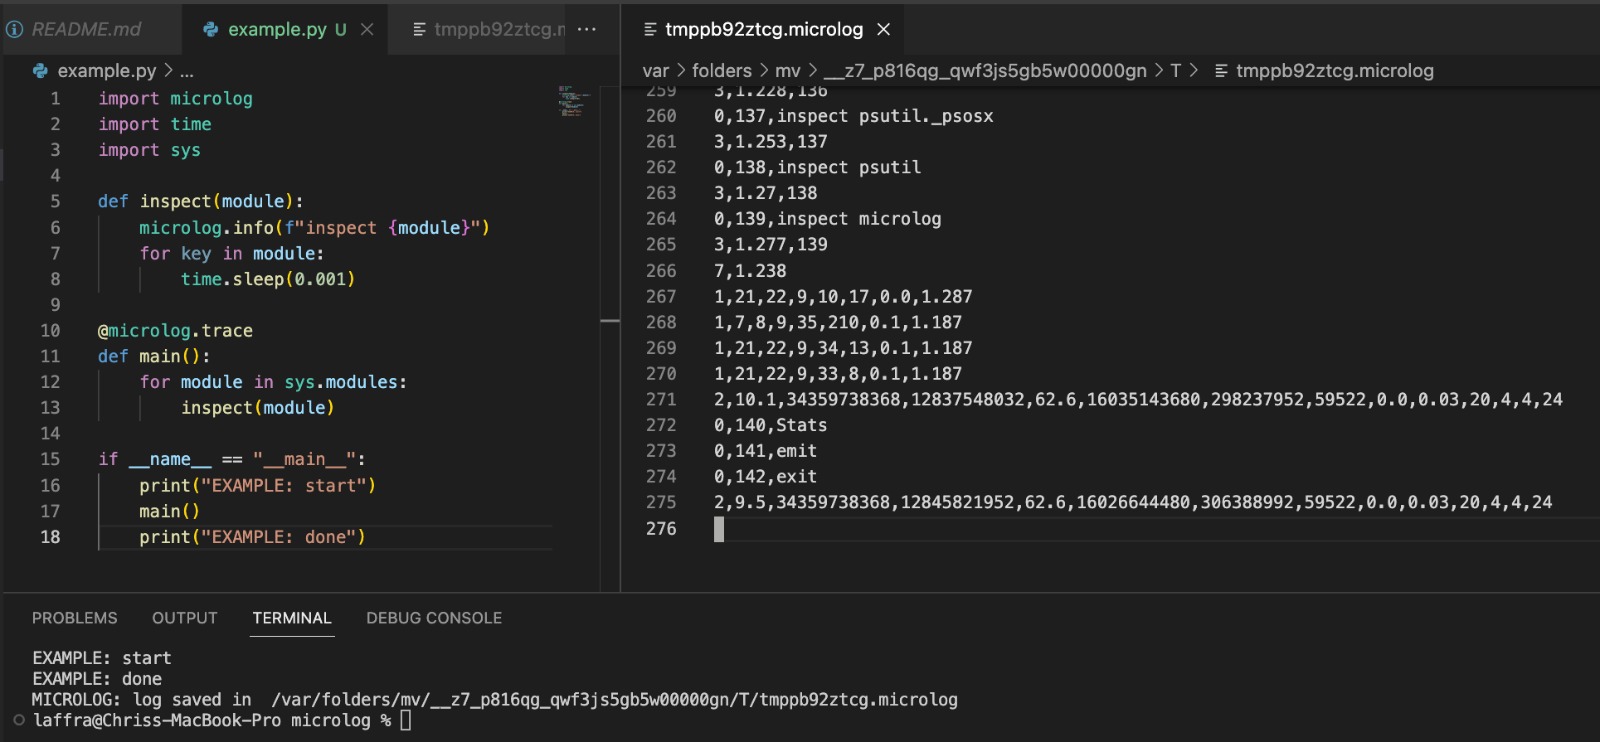 README.md
example.py U
tmppb92ztcg.m
...
example.py > ...
1 import microlog
2 import time
3 import sys
4
5 def inspect(module):
6 microlog.info(f"inspect {module}")
7 for key in module:
8 time.sleep(0.001)
9
10 @microlog.trace
11 def main():
12 for module in sys.modules:
13 inspect(module)
14
15 if __name__ == "__main__":
16 print("EXAMPLE: start")
17 main()
18 print("EXAMPLE: done")
tmppb92ztcg.microlog
var > folders > mv > __z7_p816qg_qwf3js5gb5w00000gn > T > tmppb92ztcg.microlog
259 3,1.228,136
260 0,137,inspect psutil._psosx
261 3,1.253,137
262 0,138,inspect psutil
263 3,1.27,138
264 0,139,inspect microlog
265 3,1.277,139
266 7,1.238
267 1,21,22,9,10,17,0.0,1.287
268 1,7,8,9,35,210,0.1,1.187
269 1,21,22,9,34,13,0.1,1.187
270 1,21,22,9,33,8,0.1,1.187
271 2,10.1,34359738368,12837548032,62.6,16035143680,298237952,59522,0.0,0.03,20,4,4,24
272 0,140,Stats
273 0,141,emit
274 0,142,exit
275 2,9.5,34359738368,12845821952,62.6,16026644480,306388992,59522,0.0,0.03,20,4,4,24
276
PROBLEMS OUTPUT TERMINAL DEBUG CONSOLE
EXAMPLE: start
EXAMPLE: done
MICROLOG: log saved in /var/folders/mv/__z7_p816qg_qwf3js5gb5w00000gn/T/tmppb92ztcg.microlog
laffra@Chriss-MacBook-Pro microlog %